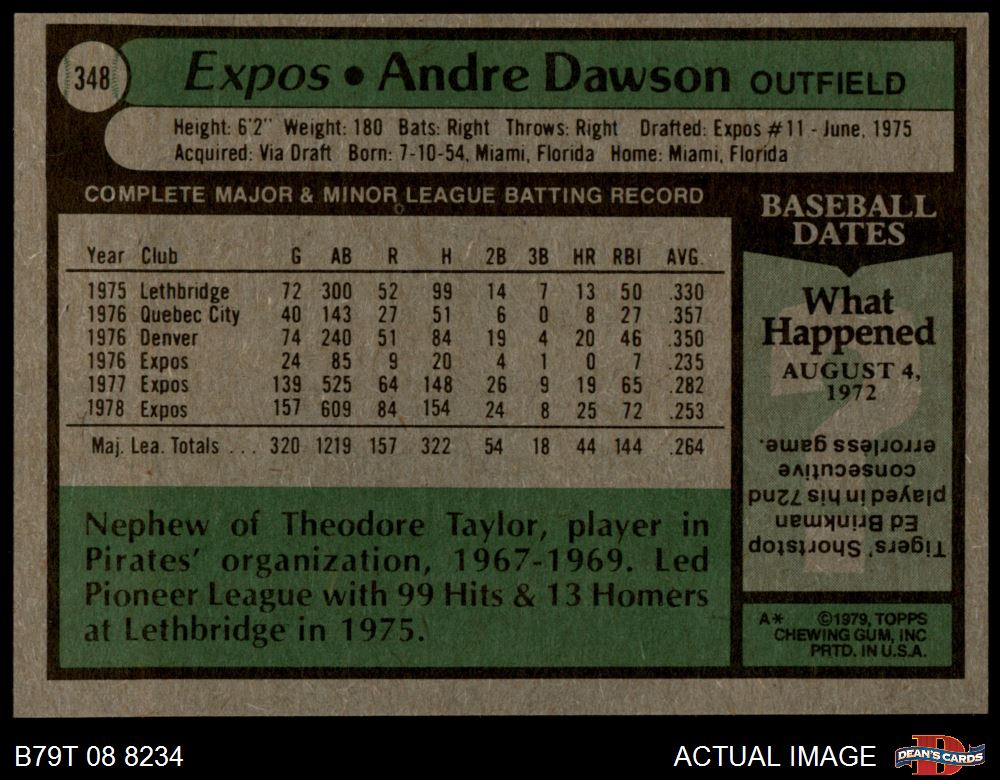 348
Expos • Andre Dawson OUTFIELD
Height: 6'2" Weight: 180 Bats: Right Throws: Right Drafted: Expos #11 - June, 1975
Acquired: Via Draft Born: 7-10-54, Miami, Florida Home: Miami, Florida
COMPLETE MAJOR & MINOR LEAGUE BATTING RECORD
Year Club G AB R H 2B 3B HR RBI AVG.
1975 Lethbridge 72 300 52 99 14 7 13 50 .330
1976 Quebec City 40 143 27 51 6 0 8 27 .357
1976 Denver 74 240 51 84 19 4 20 46 .350
1976 Expos 24 85 9 20 4 1 0 7 .235
1977 Expos 139 525 64 148 26 9 19 65 .282
1978 Expos 157 609 84 154 24 8 25 72 .253
Maj. Lea. Totals . . . 320 1219 157 322 54 18 44 144 .264
Nephew of Theodore Taylor, player in
Pirates' organization, 1967-1969. Led
Pioneer League with 99 Hits & 13 Homers
at Lethbridge in 1975.
BASEBALL
DATES
What
Happened
AUGUST 4,
1972
?
Tigers' Shortstop
Ed Brinkman
played in his 72nd
consecutive
errorless game.
A* ©1979, TOPPS
CHEWING GUM, INC
PRTD. IN U.S.A.
B79T 08 8234
ACTUAL IMAGE
D
DEAN'S CARDS